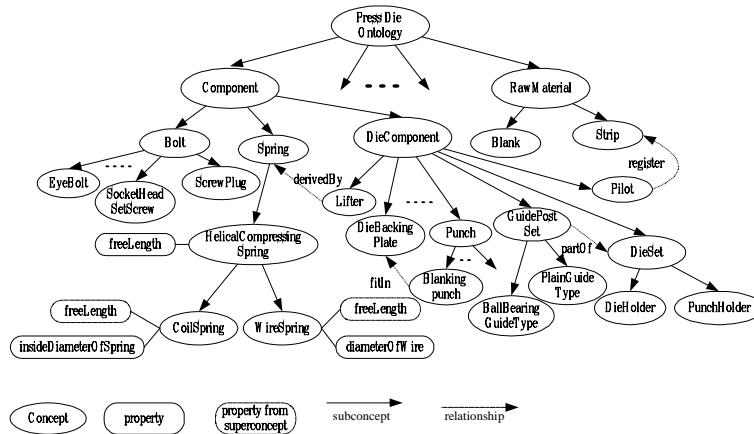 PressDie
Ontology
Component
RawMaterial
Bolt
Spring
DieComponent
Blank
Strip
register
EyeBolt
SocketHead
SetScrew
ScrewPlug
derivedBy
Lifter
Pilot
freeLength
HelicalCompressing
Spring
DieBacking
Plate
Punch
GuidePost
Set
partOf
DieSet
fitIn
Blanking
punch
PlainGuide
Type
BallBearing
GuideType
DieHolder
PunchHolder
freeLength
insideDiameterOfSpring
CoilSpring
WireSpring
freeLength
diameterOfWire
Concept
property
property from
superconcept
subconcept
relationship